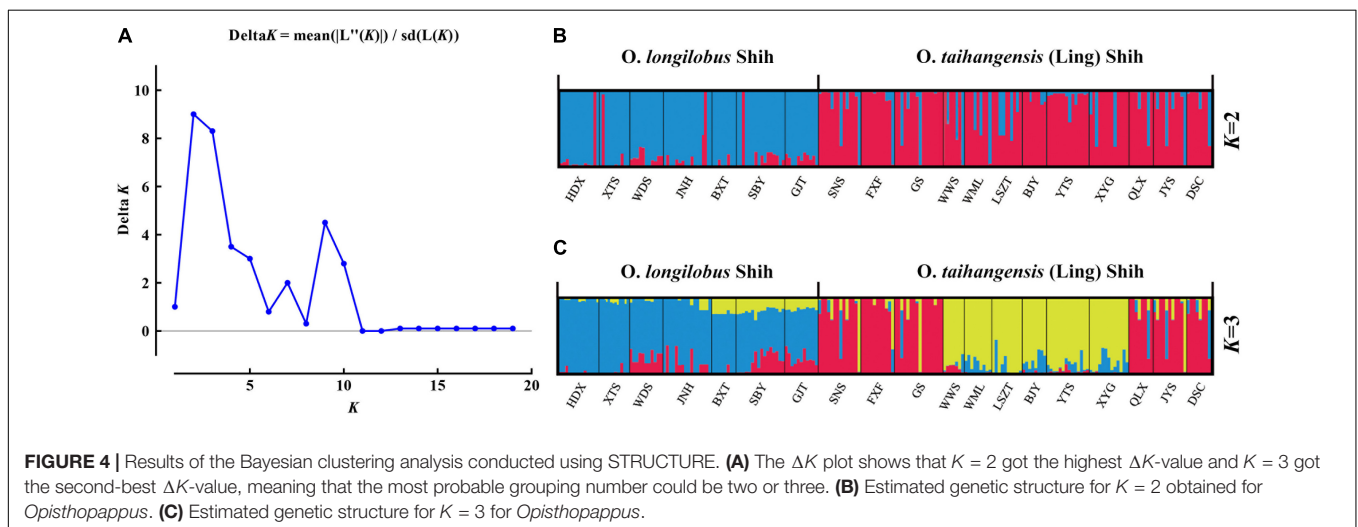 A
DeltaK = mean(|L''(K)|) / sd(L(K))
Delta K
10
8
6
4
2
0
5
10
15
20
K
B
O. longilobus Shih
O. taihangensis (Ling) Shih
K=2
HDX XTS WDS JNH BXT SBY GJT SNS FXF GS WWS WML LSZT BJY YTS XYG QLX JYS DSC
C
O. longilobus Shih
O. taihangensis (Ling) Shih
K=3
HDX XTS WDS JNH BXT SBY GJT SNS FXF GS WWS WML LSZT BJY YTS XYG QLX JYS DSC
FIGURE 4 | Results of the Bayesian clustering analysis conducted using STRUCTURE. (A) The ΔK plot shows that K = 2 got the highest ΔK-value and K = 3 got
the second-best ΔK-value, meaning that the most probable grouping number could be two or three. (B) Estimated genetic structure for K = 2 obtained for
Opisthopappus. (C) Estimated genetic structure for K = 3 for Opisthopappus.